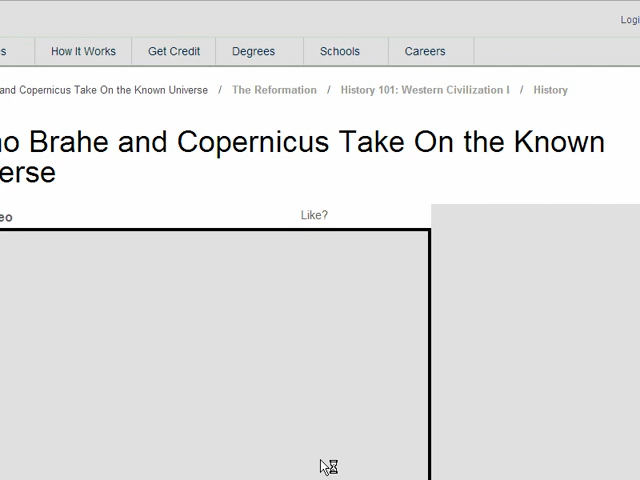 Logi
s How It Works Get Credit Degrees Schools Careers
and Copernicus Take On the Known Universe / The Reformation / History 101: Western Civilization I / History
no Brahe and Copernicus Take On the Known
erse
eo Like?